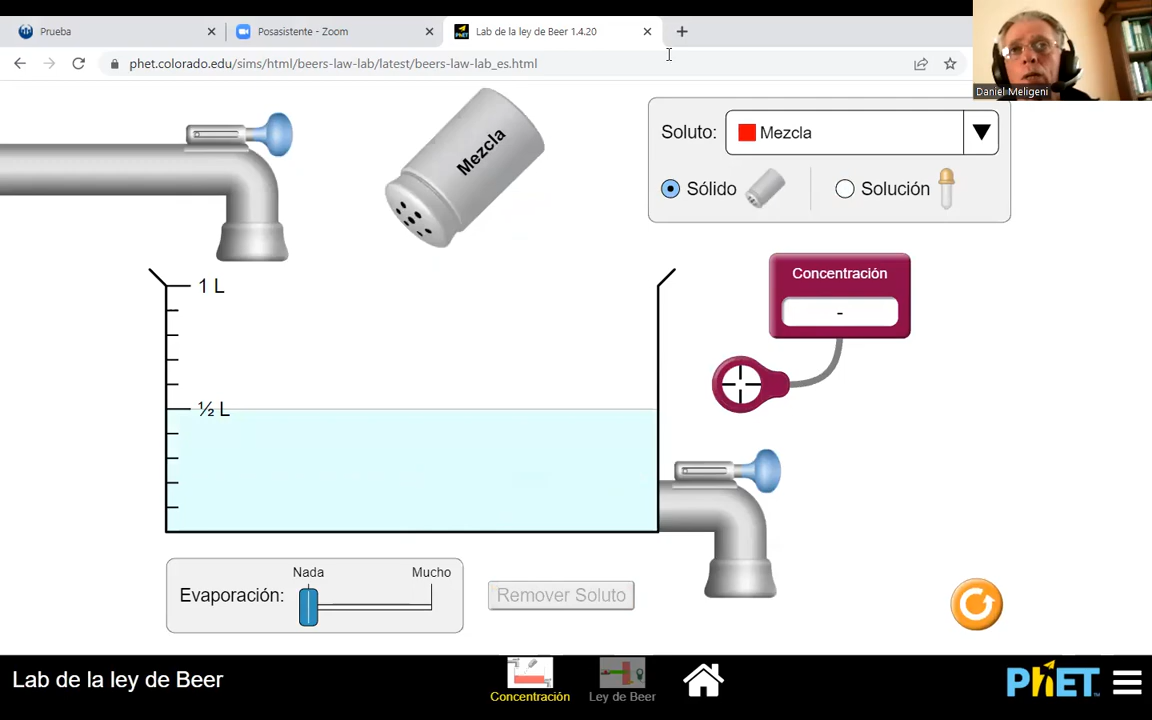 Prueba
Posasistente - Zoom
Lab de la ley de Beer 1.4.20
phet.colorado.edu/sims/html/beers-law-lab/latest/beers-law-lab_es.html
Daniel Meligeni
Mezcla
Soluto:
Mezcla
Sólido
Solución
Concentración
-
1 L
½ L
Evaporación:
Nada
Mucho
Remover Soluto
Lab de la ley de Beer
Concentración
Ley de Beer
PhET